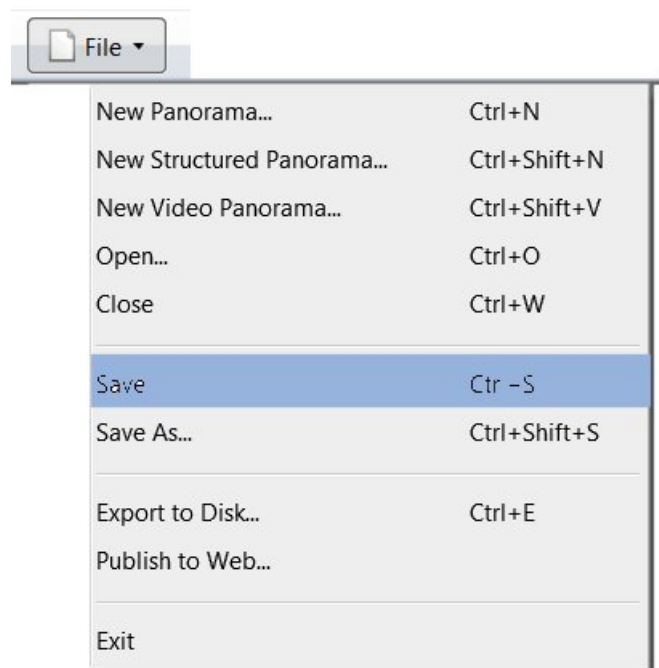 File
New Panorama... Ctrl+N
New Structured Panorama... Ctrl+Shift+N
New Video Panorama... Ctrl+Shift+V
Open... Ctrl+O
Close Ctrl+W
Save Ctr –S
Save As... Ctrl+Shift+S
Export to Disk... Ctrl+E
Publish to Web...
Exit